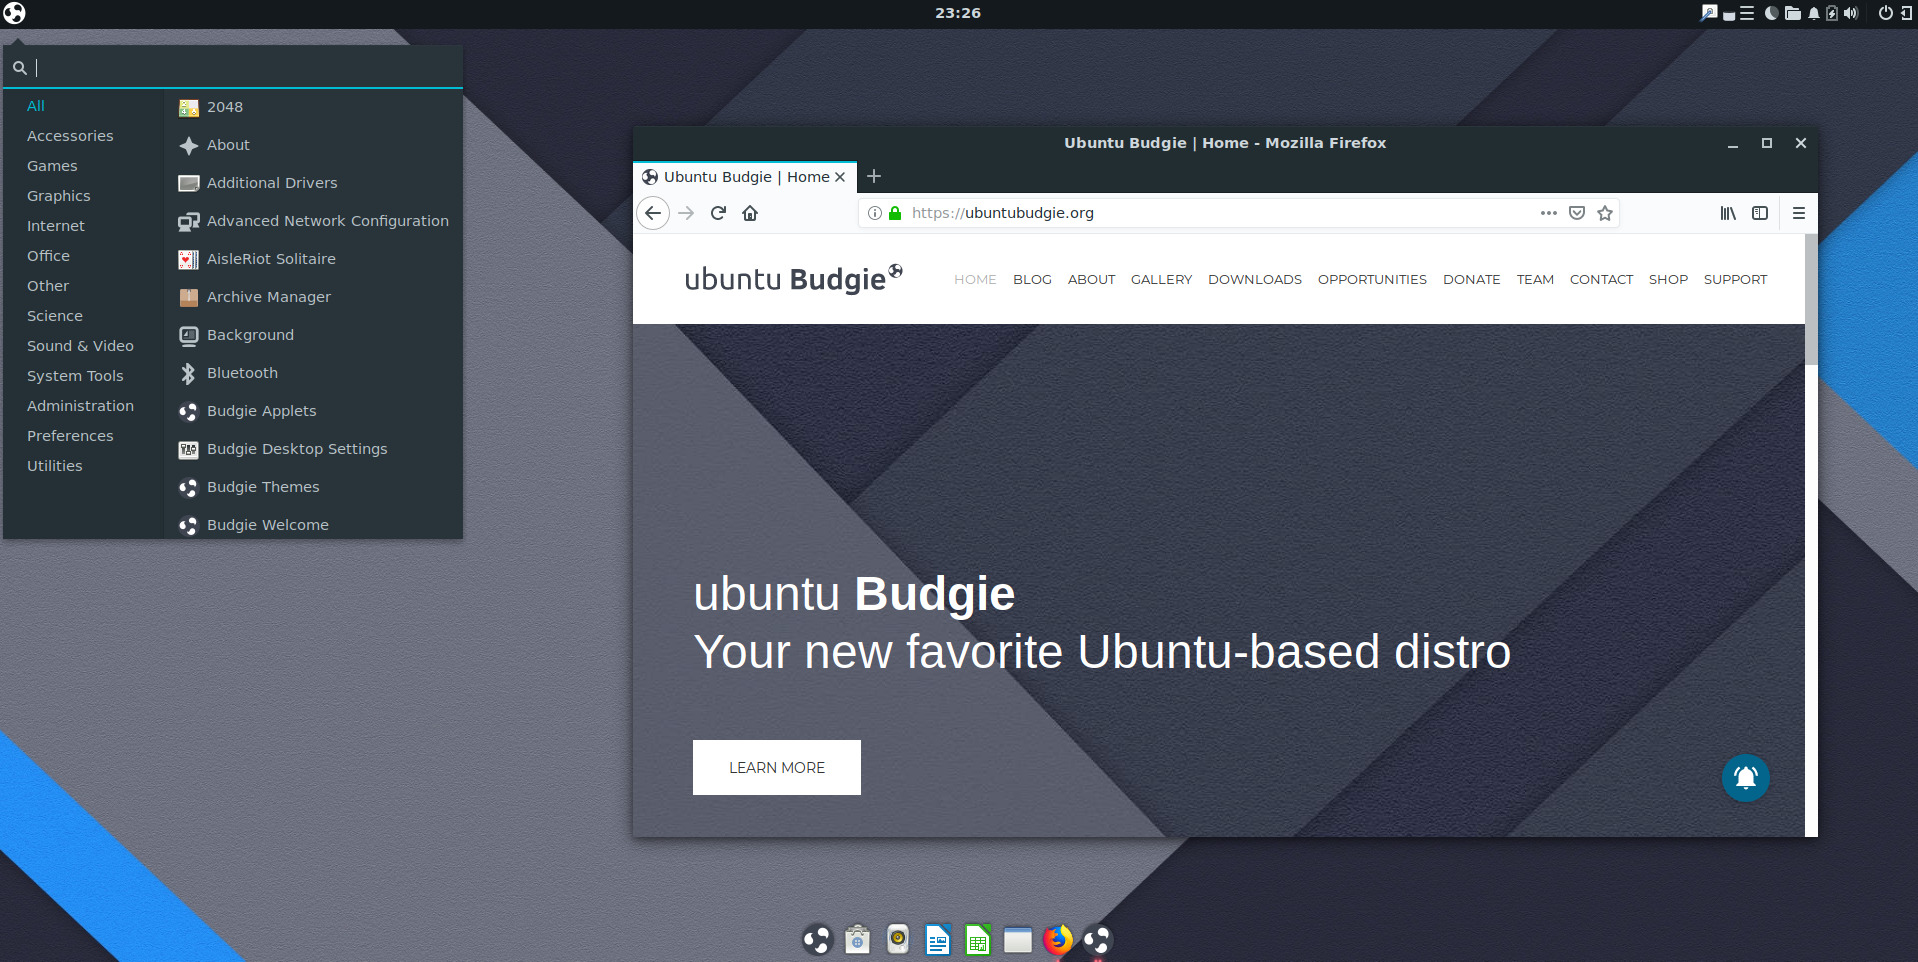 23:26
All
Accessories
Games
Graphics
Internet
Office
Other
Science
Sound & Video
System Tools
Administration
Preferences
Utilities
2048
About
Additional Drivers
Advanced Network Configuration
AisleRiot Solitaire
Archive Manager
Background
Bluetooth
Budgie Applets
Budgie Desktop Settings
Budgie Themes
Budgie Welcome
Ubuntu Budgie | Home - Mozilla Firefox
Ubuntu Budgie | Home
https://ubuntubudgie.org
ubuntu Budgie
HOME BLOG ABOUT GALLERY DOWNLOADS OPPORTUNITIES DONATE TEAM CONTACT SHOP SUPPORT
ubuntu Budgie
Your new favorite Ubuntu-based distro
LEARN MORE